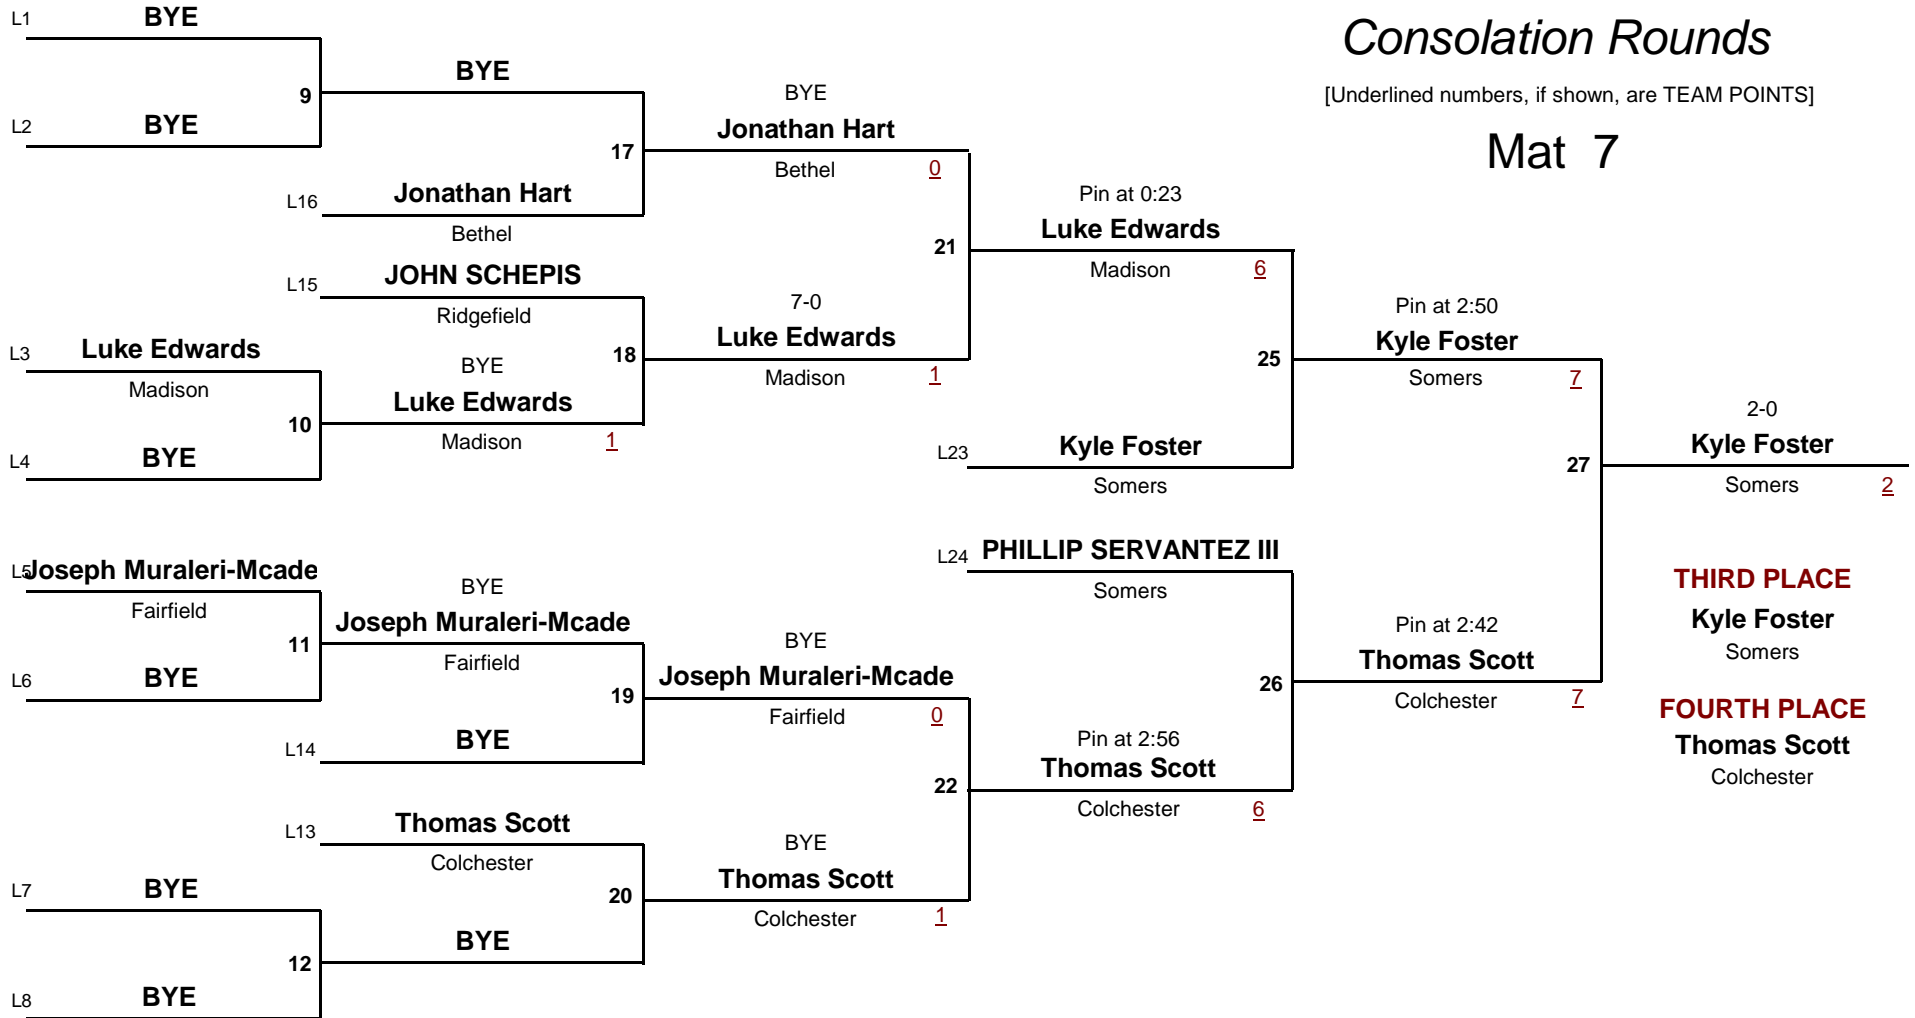 Consolation Rounds
[Underlined numbers, if shown, are TEAM POINTS]
Mat 7
L1 BYE
9
L2 BYE
BYE
17
L16 Jonathan Hart
Bethel
BYE
Jonathan Hart
Bethel 0
21
L15 JOHN SCHEPIS
Ridgefield
18
L3 Luke Edwards
Madison
10
L4 BYE
BYE
Luke Edwards
Madison 1
7-0
Luke Edwards
Madison 1
Pin at 0:23
Luke Edwards
Madison 6
25
L23 Kyle Foster
Somers
Pin at 2:50
Kyle Foster
Somers 7
27
2-0
Kyle Foster
Somers 2
L5 Joseph Muraleri-Mcade
Fairfield
11
L6 BYE
BYE
Joseph Muraleri-Mcade
Fairfield
19
L14 BYE
BYE
Joseph Muraleri-Mcade
Fairfield 0
22
L13 Thomas Scott
Colchester
20
L7 BYE
12
L8 BYE
BYE
BYE
Thomas Scott
Colchester 1
Pin at 2:56
Thomas Scott
Colchester 6
L24 PHILLIP SERVANTEZ III
Somers
26
Pin at 2:42
Thomas Scott
Colchester 7
THIRD PLACE
Kyle Foster
Somers
FOURTH PLACE
Thomas Scott
Colchester